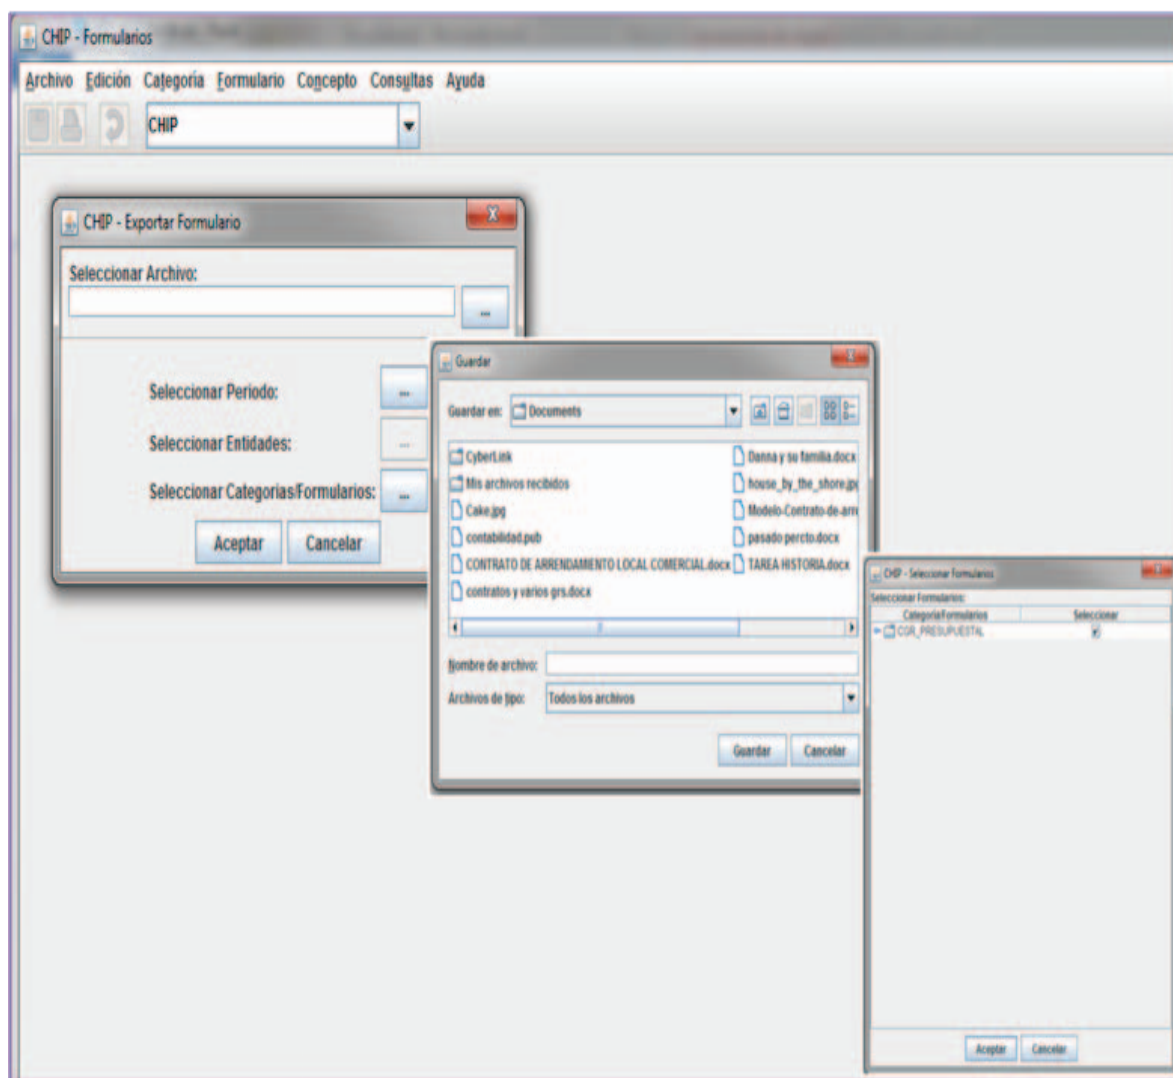 CHIP - Formularios
Archivo Edición Categoría Formulario Concepto Consultas Ayuda
CHIP
CHIP - Exportar Formulario
Seleccionar Archivo:
...
Seleccionar Periodo:
...
Seleccionar Entidades:
...
Seleccionar Categorias/Formularios:
...
Aceptar Cancelar
Guardar
Guardar en: Documents
CyberLink
Mis archivos recibidos
Cake.jpg
contabilidad.pub
CONTRATO DE ARRENDAMIENTO LOCAL COMERCIAL.docx
contratos y varios grs.docx
Danna y su familia.docx
house_by_the_shore.jpg
Modelo-Contrato-de-arre
pasado percto.docx
TAREA HISTORIA.docx
Nombre de archivo:
Archivos de tipo: Todos los archivos
Guardar Cancelar
CHIP - Seleccionar Formularios
Seleccionar Formularios:
Categoria/Formularios Seleccionar
CGR_PRESUPUESTAL
Aceptar Cancelar